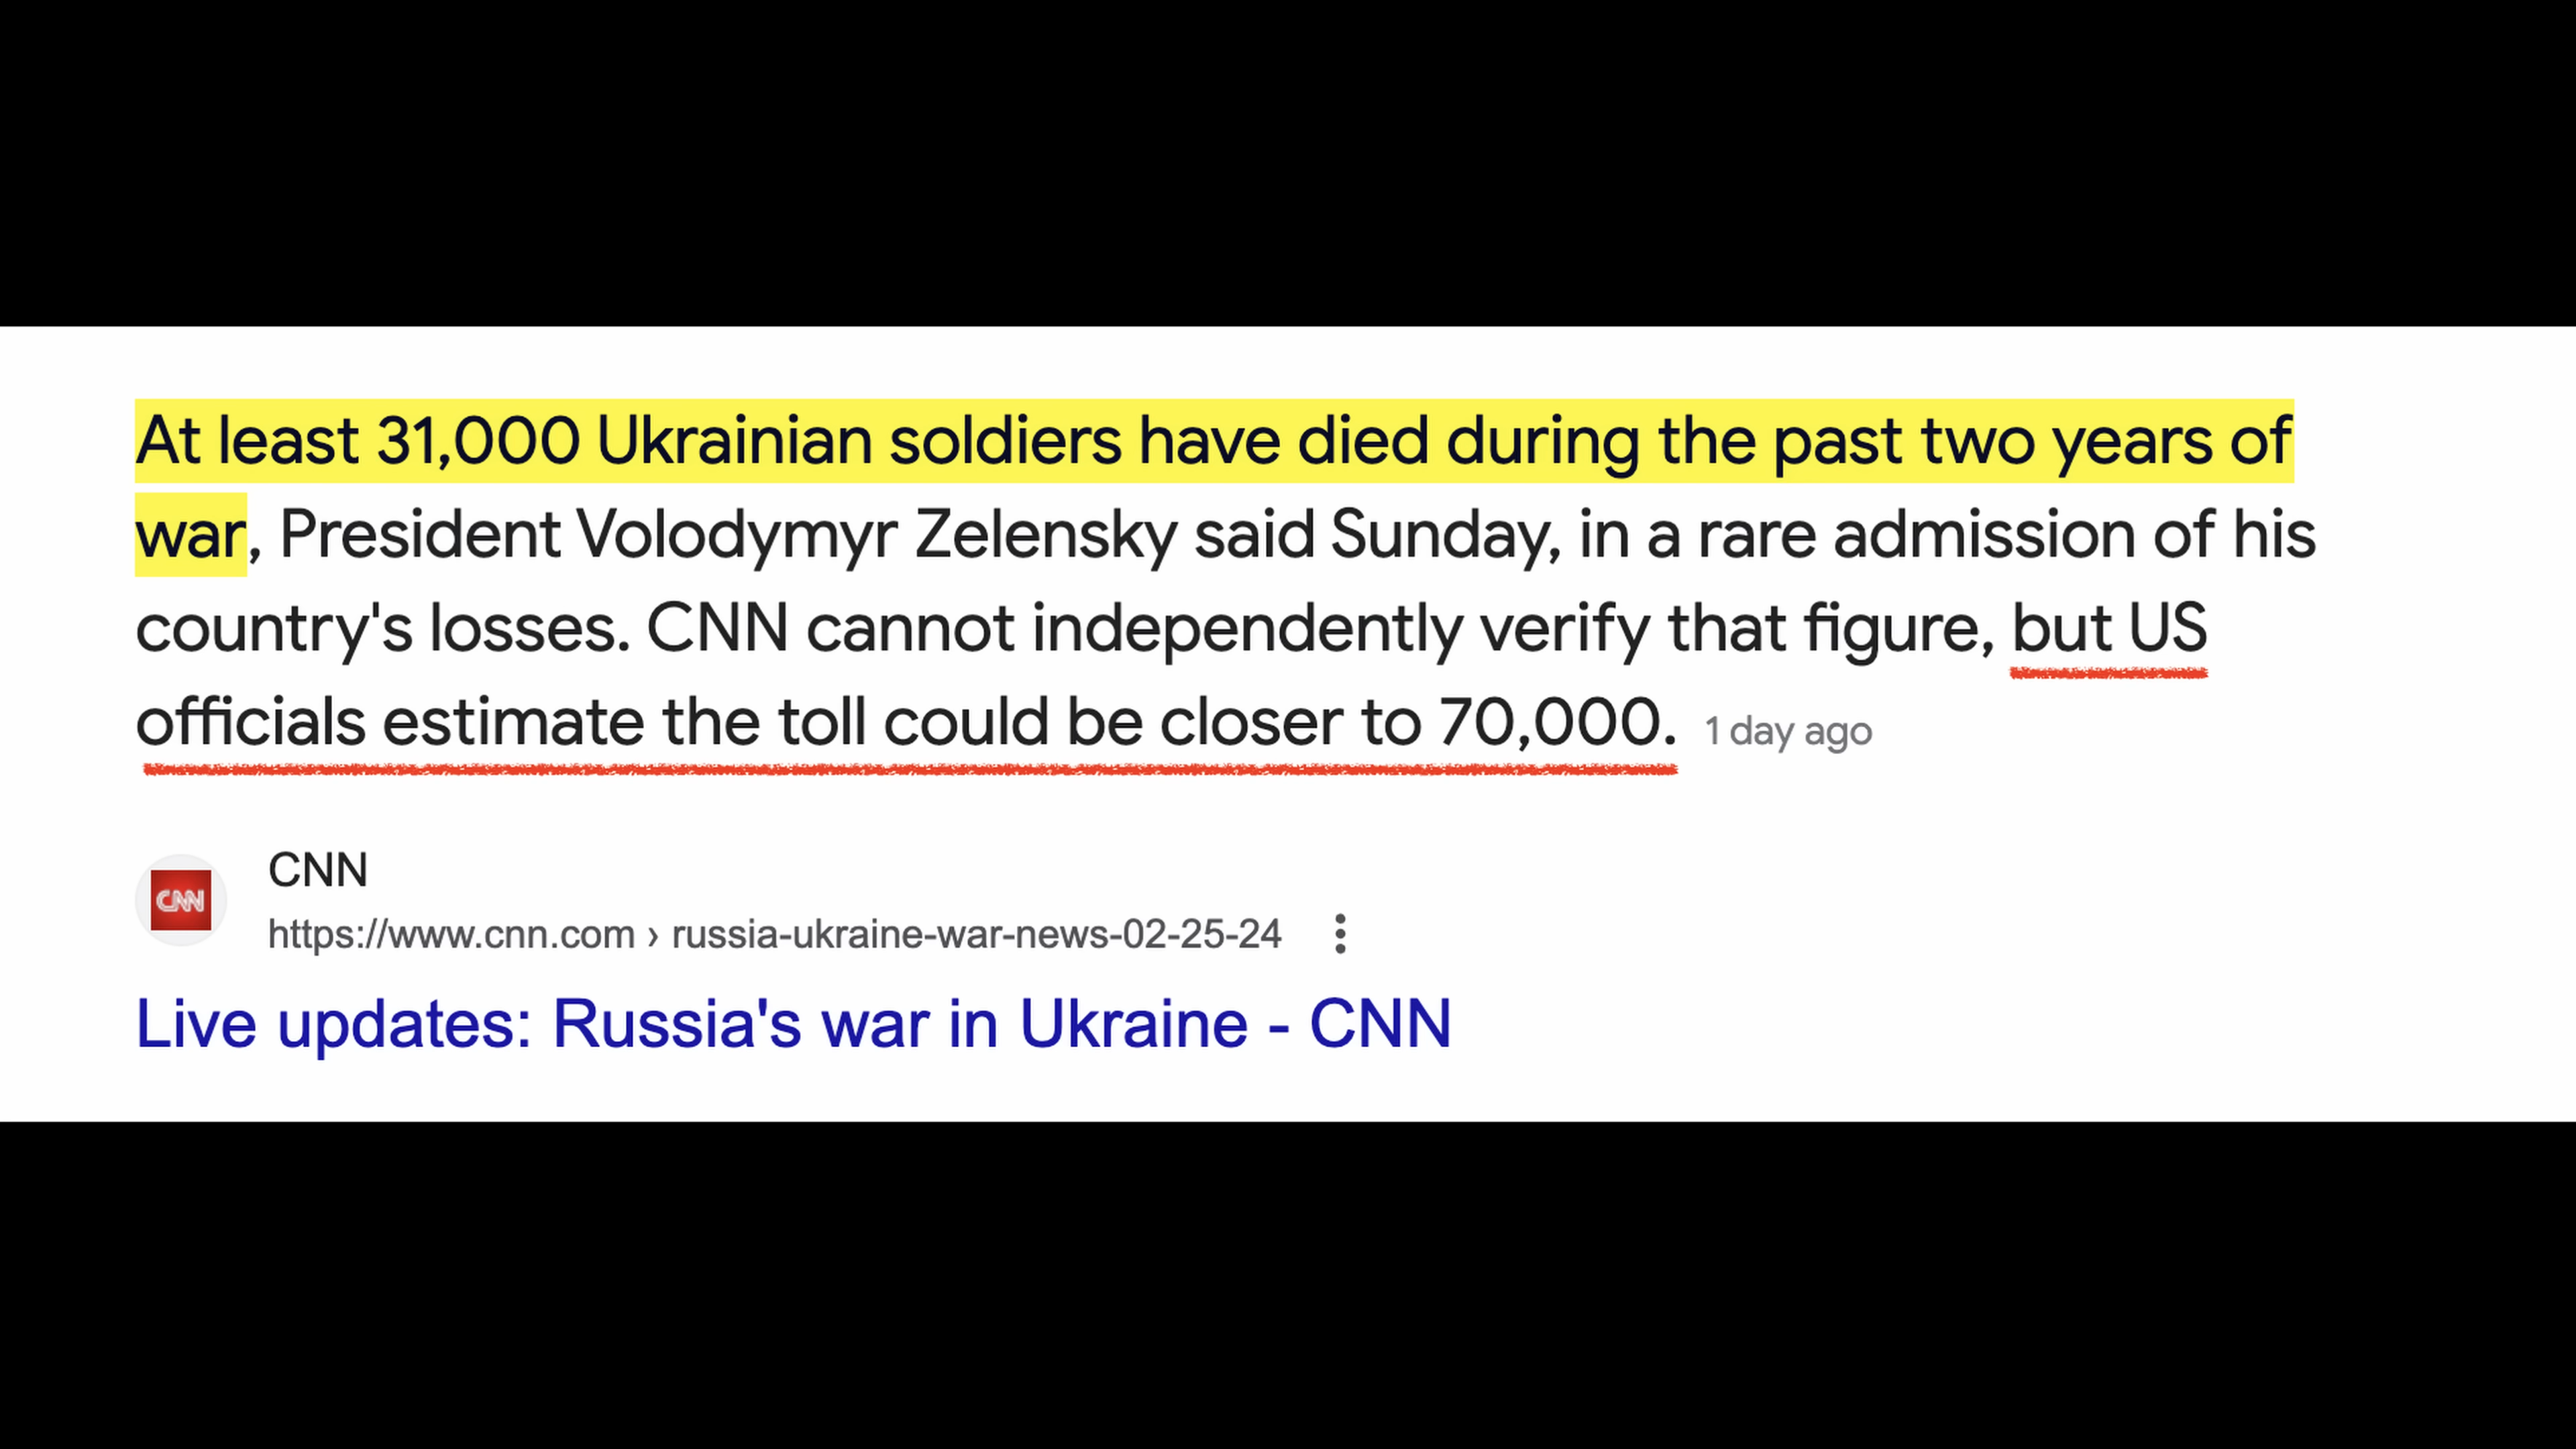 At least 31,000 Ukrainian soldiers have died during the past two years of
war, President Volodymyr Zelensky said Sunday, in a rare admission of his
country's losses. CNN cannot independently verify that figure, but US
officials estimate the toll could be closer to 70,000. 1 day ago
CNN
CNN
https://www.cnn.com › russia-ukraine-war-news-02-25-24
Live updates: Russia's war in Ukraine - CNN